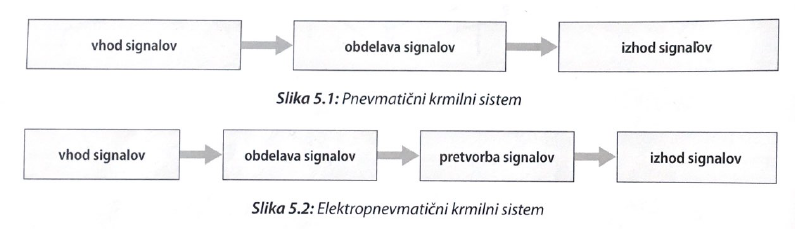 vhod signalov obdelava signalov izhod signalov
Slika 5.1: Pnevmatični krmilni sistem
vhod signalov obdelava signalov pretvorba signalov izhod signalov
Slika 5.2: Elektropnevmatični krmilni sistem